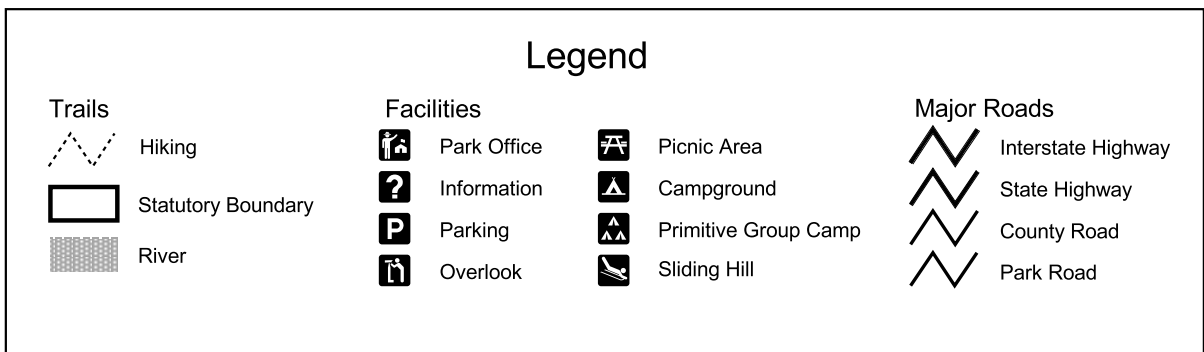 Legend
Trails
Hiking
Statutory Boundary
River
Facilities
Park Office
? Information
P Parking
Overlook
Picnic Area
Campground
Primitive Group Camp
Sliding Hill
Major Roads
Interstate Highway
State Highway
County Road
Park Road